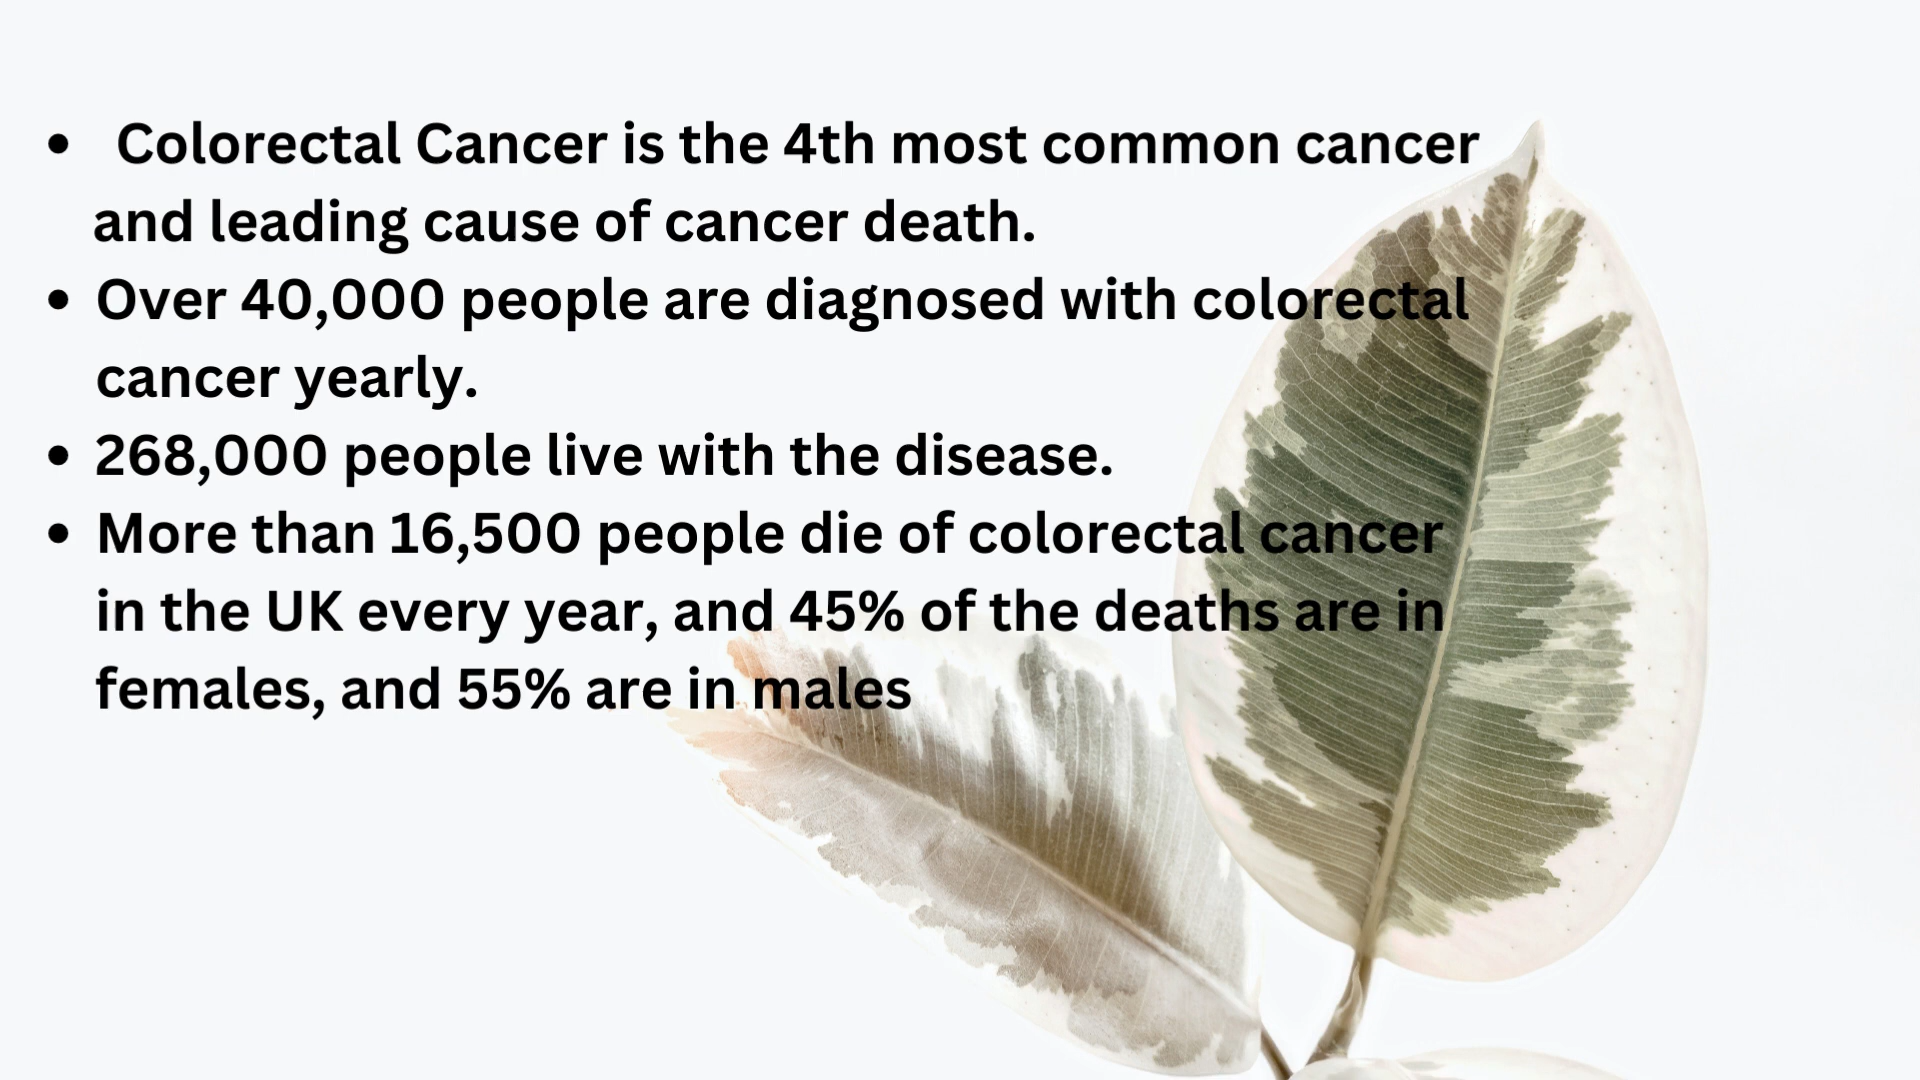 • Colorectal Cancer is the 4th most common cancer
and leading cause of cancer death.
• Over 40,000 people are diagnosed with colorectal
cancer yearly.
• 268,000 people live with the disease.
• More than 16,500 people die of colorectal cancer
in the UK every year, and 45% of the deaths are in
females, and 55% are in males